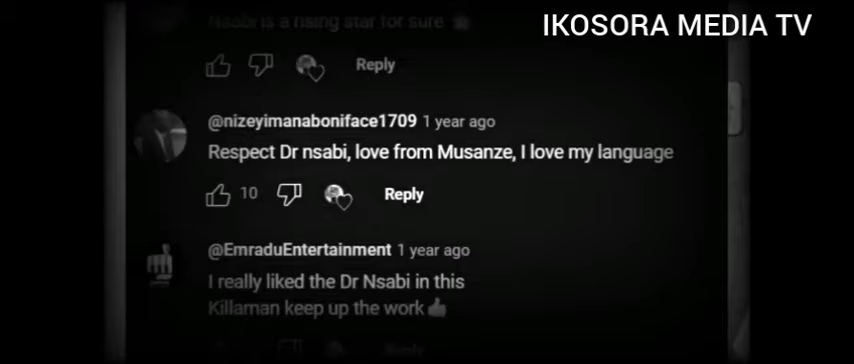 IKOSORA MEDIA TV
Nsabi is a rising star for sure
Reply
@nizeyimanaboniface1709 1 year ago
Respect Dr nsabi, love from Musanze, I love my language
10
Reply
@EmraduEntertainment 1 year ago
I really liked the Dr Nsabi in this
Killaman keep up the work
Reply